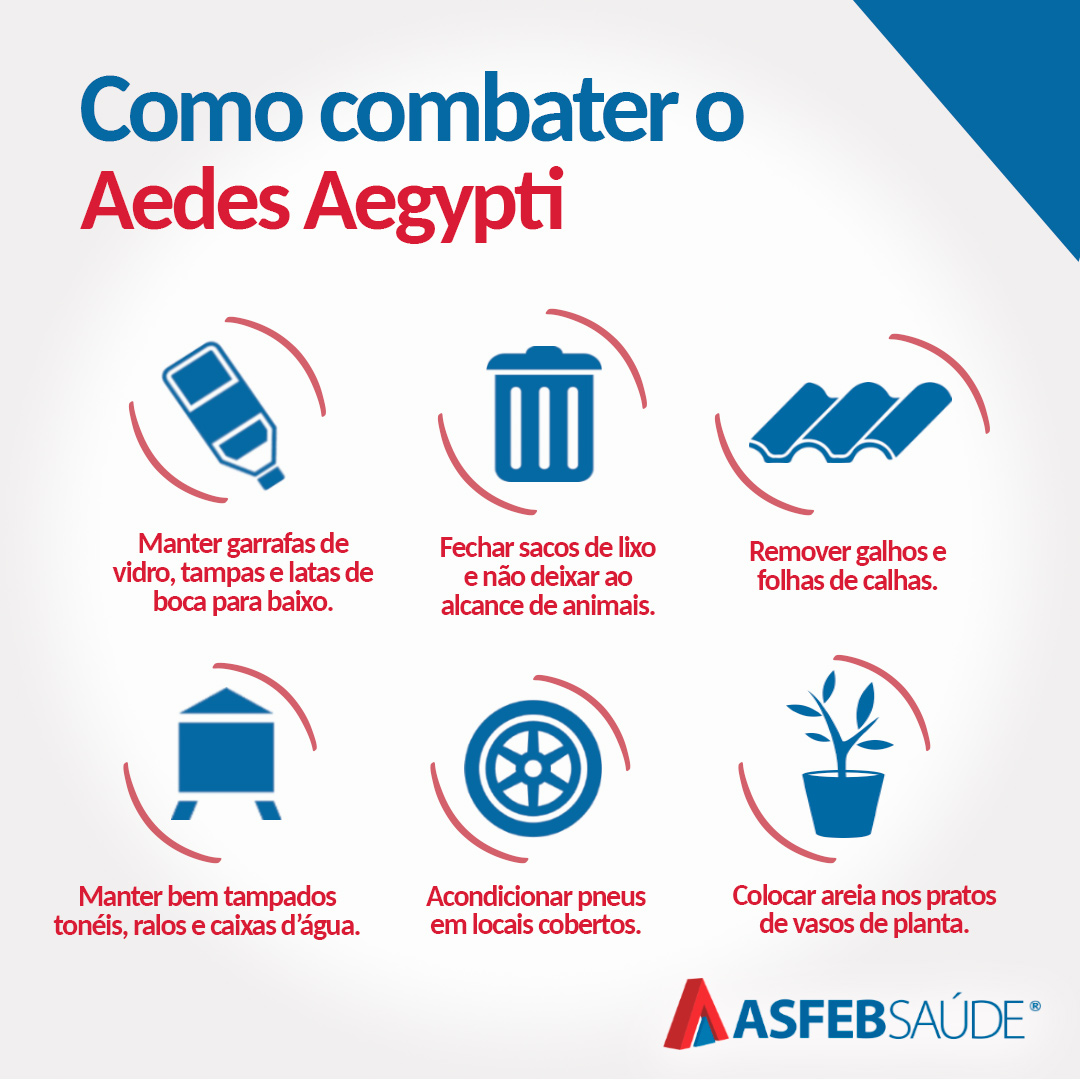 Como combater o
Aedes Aegypti
Manter garrafas de
vidro, tampas e latas de
boca para baixo.
Fechar sacos de lixo
e não deixar ao
alcance de animais.
Remover galhos e
folhas de calhas.
Manter bem tampados
tonéis, ralos e caixas d’água.
Acondicionar pneus
em locais cobertos.
Colocar areia nos pratos
de vasos de planta.
ASFEBSAÚDE®